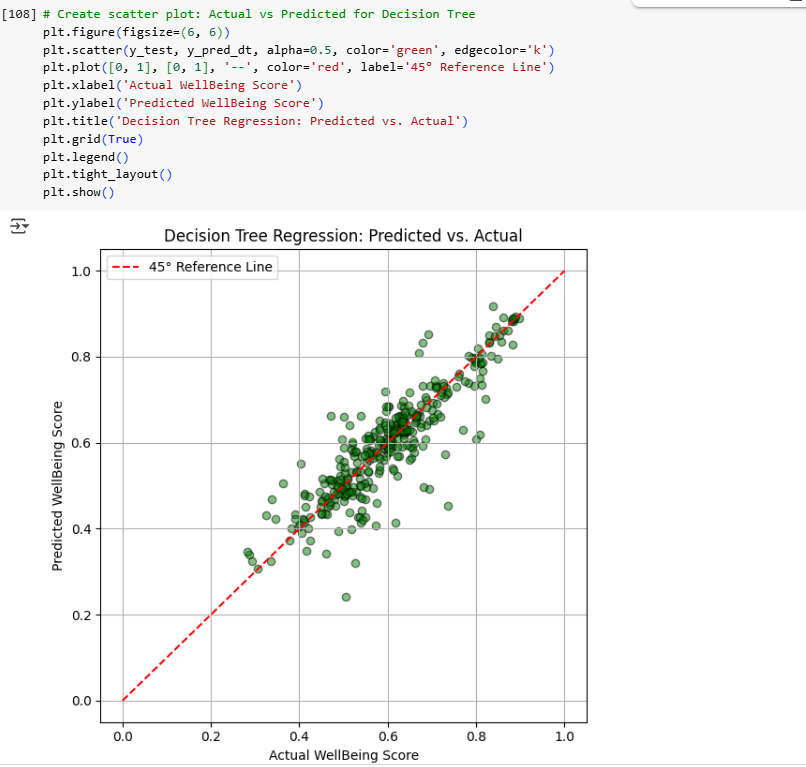 [108] # Create scatter plot: Actual vs Predicted for Decision Tree
plt.figure(figsize=(6, 6))
plt.scatter(y_test, y_pred_dt, alpha=0.5, color='green', edgecolor='k')
plt.plot([0, 1], [0, 1], '--', color='red', label='45° Reference Line')
plt.xlabel('Actual WellBeing Score')
plt.ylabel('Predicted WellBeing Score')
plt.title('Decision Tree Regression: Predicted vs. Actual')
plt.grid(True)
plt.legend()
plt.tight_layout()
plt.show()
Decision Tree Regression: Predicted vs. Actual
45° Reference Line
1.0
0.8
0.6
0.4
0.2
0.0
Predicted WellBeing Score
0.0 0.2 0.4 0.6 0.8 1.0
Actual WellBeing Score